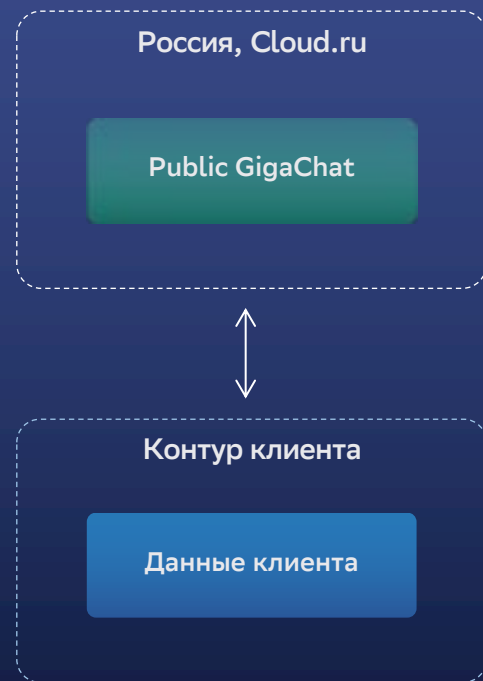 Россия, Cloud.ru
Public GigaChat
Контур клиента
Данные клиента